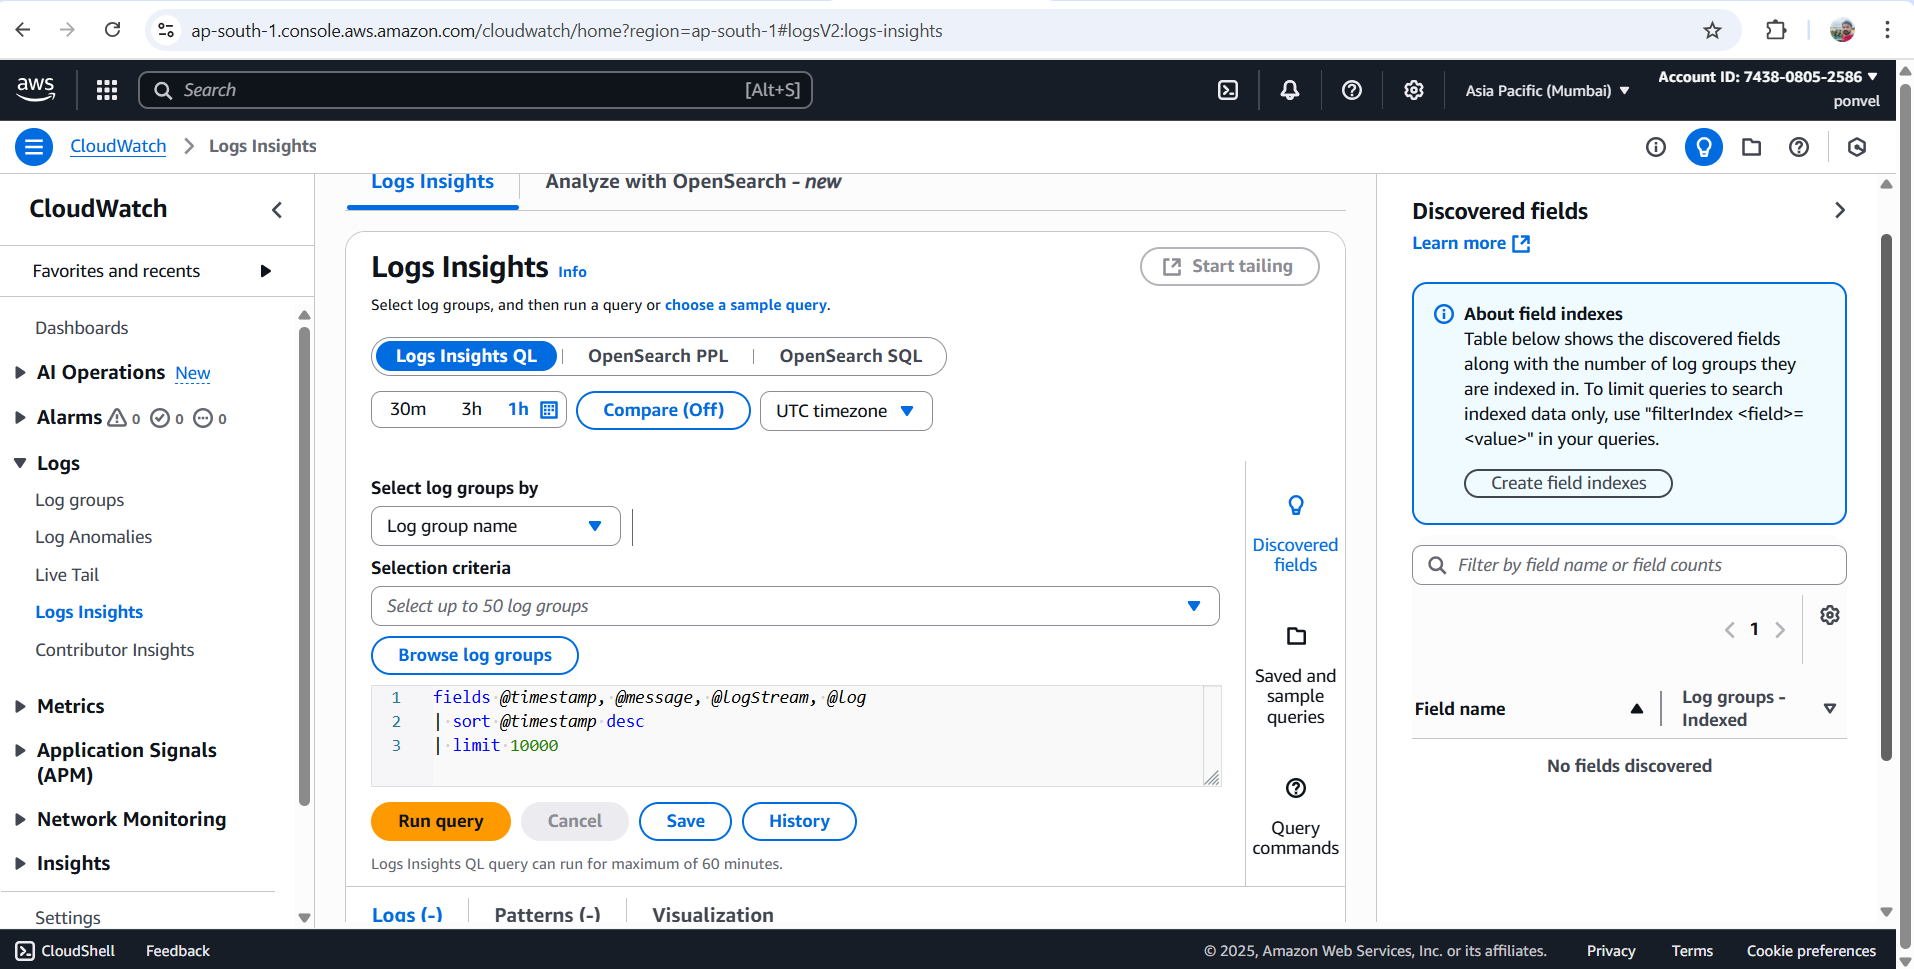 ap-south-1.console.aws.amazon.com/cloudwatch/home?region=ap-south-1#logsV2:logs-insights
aws
Search
[Alt+S]
Asia Pacific (Mumbai)
Account ID: 7438-0805-2586
ponvel
CloudWatch
Logs Insights
CloudWatch
Favorites and recents
Dashboards
AI Operations New
Alarms 0 0 0
Logs
Log groups
Log Anomalies
Live Tail
Logs Insights
Contributor Insights
Metrics
Application Signals
(APM)
Network Monitoring
Insights
Settings
Logs Insights
Analyze with OpenSearch - new
Logs Insights Info
Start tailing
Select log groups, and then run a query or choose a sample query.
Logs Insights QL
OpenSearch PPL
OpenSearch SQL
30m 3h 1h
Compare (Off)
UTC timezone
Select log groups by
Log group name
Selection criteria
Select up to 50 log groups
Browse log groups
1 fields @timestamp, @message, @logStream, @log
2 | sort @timestamp desc
3 | limit 10000
Run query
Cancel
Save
History
Logs Insights QL query can run for maximum of 60 minutes.
Logs (-)
Patterns (-)
Visualization
Discovered
fields
Saved and
sample
queries
Query
commands
Discovered fields
Learn more
About field indexes
Table below shows the discovered fields
along with the number of log groups they
are indexed in. To limit queries to search
indexed data only, use "filterIndex <field>=
<value>" in your queries.
Create field indexes
Filter by field name or field counts
1
Field name
Log groups -
Indexed
No fields discovered
CloudShell
Feedback
© 2025, Amazon Web Services, Inc. or its affiliates.
Privacy
Terms
Cookie preferences